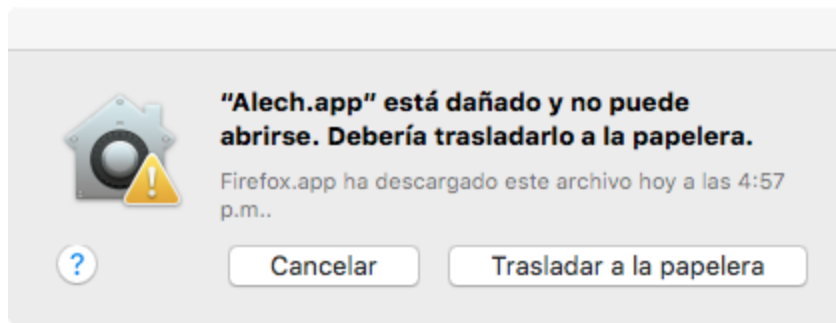 “Alech.app” está dañado y no puede
abrirse. Debería trasladarlo a la papelera.
Firefox.app ha descargado este archivo hoy a las 4:57
p.m..
?
Cancelar
Trasladar a la papelera